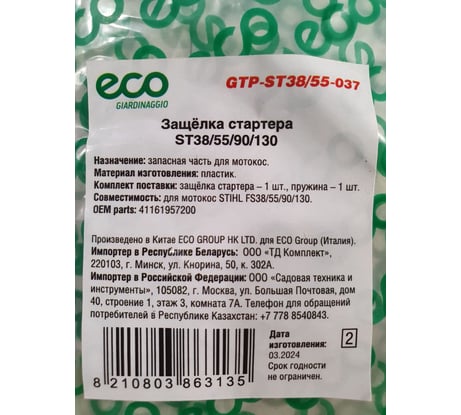 eco
GIARDINAGGIO
GTP-ST38/55-037
Защёлка стартера
ST38/55/90/130
Назначение: запасная часть для мотокос.
Материал изготовления: пластик.
Комплект поставки: защёлка стартера – 1 шт., пружина – 1 шт.
Совместимость: для мотокос STIHL FS38/55/90/130.
OEM parts: 41161957200
Произведено в Китае ECO GROUP HK LTD. для ECO Group (Италия).
Импортер в Республике Беларусь: ООО «ТД Комплект»,
220103, г. Минск, ул. Кнорина, 50, к. 302А.
Импортер в Российской Федерации: ООО «Садовая техника и
инструменты», 105082, г. Москва, ул. Большая Почтовая, дом
40, строение 1, этаж 3, комната 7А. Телефон для обращений
потребителей в Республике Казахстан: +7 778 8540843.
Дата
изготовления:
03.2024
Срок годности
не ограничен.
2
8 210803 863135